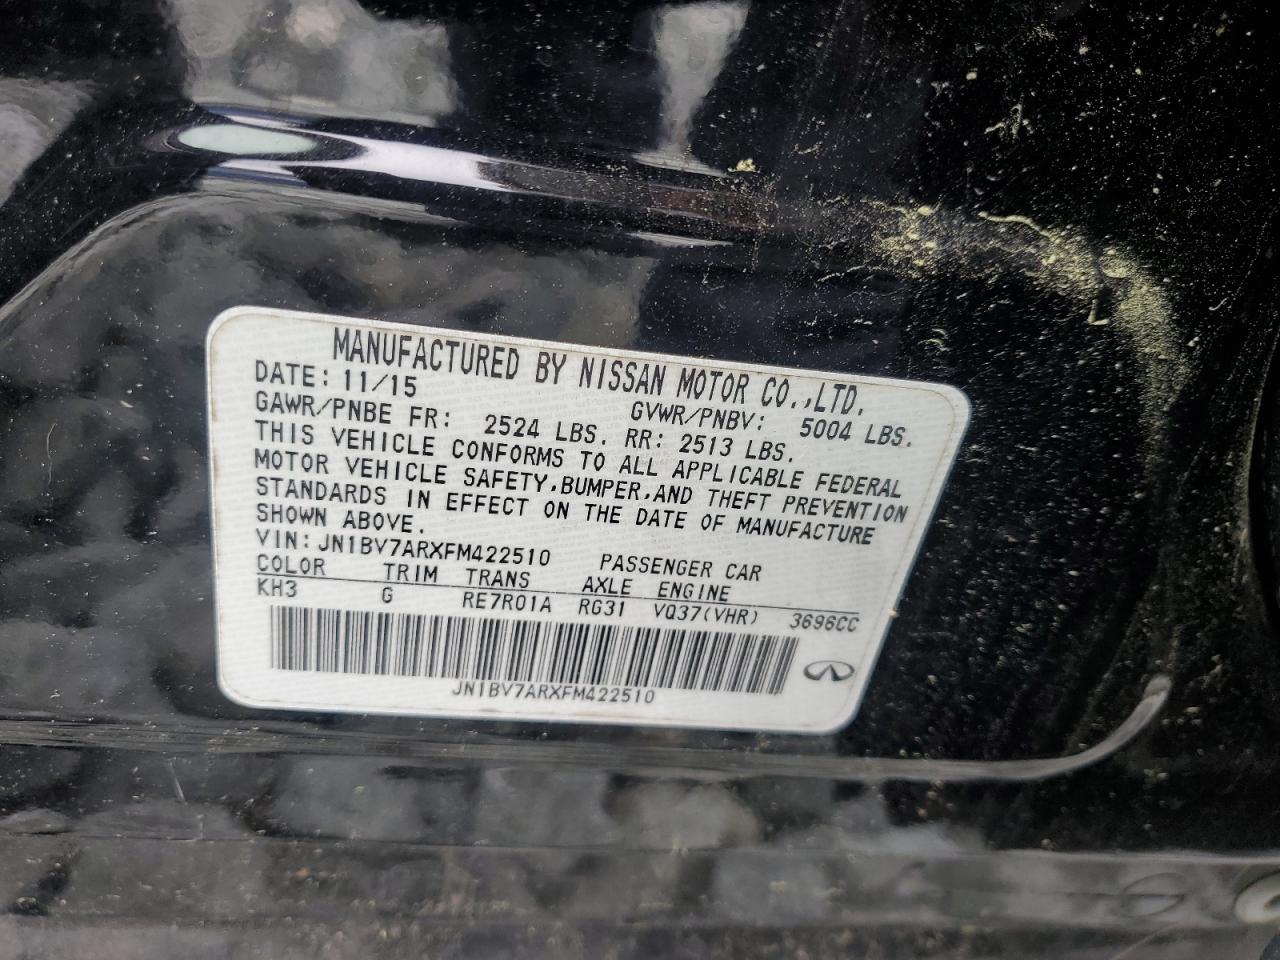 MANUFACTURED BY NISSAN MOTOR CO.,LTD.
DATE: 11/15 GVWR/PNBV: 5004 LBS.
GAWR/PNBE FR: 2524 LBS. RR: 2513 LBS.
THIS VEHICLE CONFORMS TO ALL APPLICABLE FEDERAL
MOTOR VEHICLE SAFETY,BUMPER,AND THEFT PREVENTION
STANDARDS IN EFFECT ON THE DATE OF MANUFACTURE
SHOWN ABOVE.
VIN: JN1BV7ARXFM422510 PASSENGER CAR
COLOR TRIM TRANS AXLE ENGINE
KH3 G RE7R01A RG31 VQ37(VHR) 3696CC
JN1BV7ARXFM422510